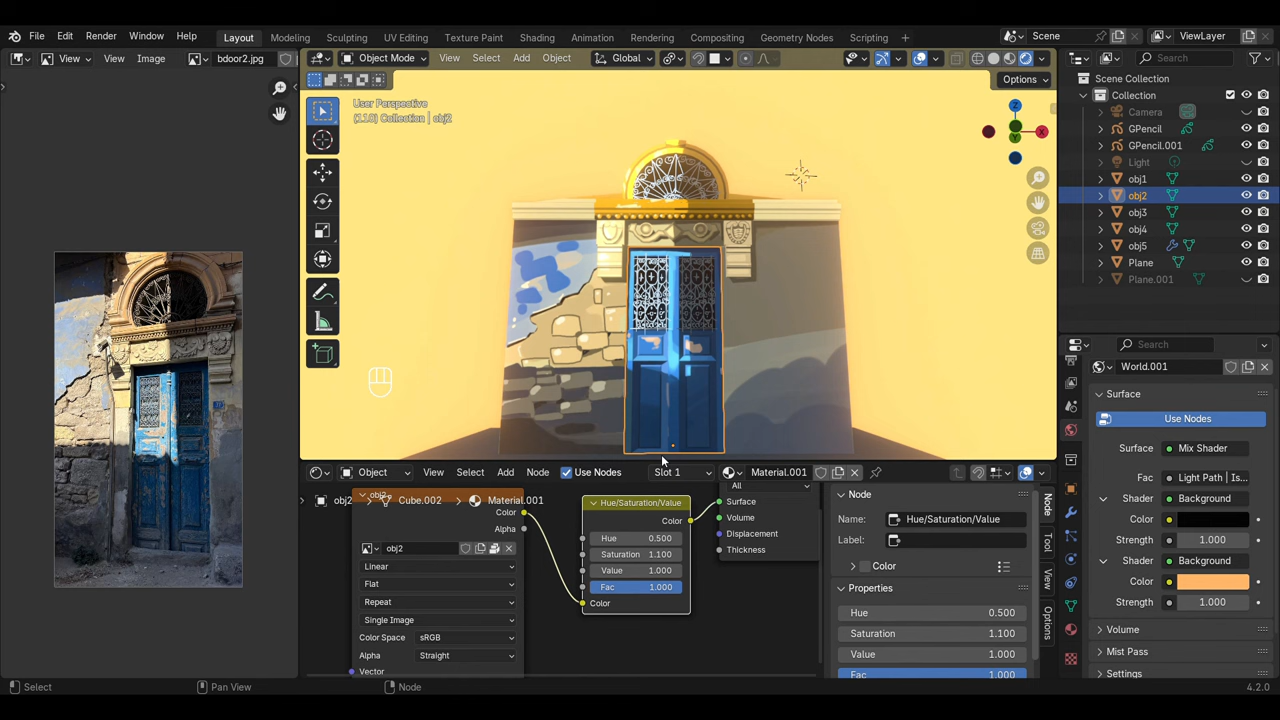 File Edit Render Window Help Layout Modeling Sculpting UV Editing Texture Paint Shading Animation Rendering Compositing Geometry Nodes Scripting + Scene ViewLayer
View View Image bdoor2.jpg Object Mode View Select Add Object Global Search
Options
User Perspective
(110) Collection | obj2
Z
X
Y
Scene Collection
Collection
Camera
GPencil
GPencil.001
Light
obj1
obj2
obj3
obj4
obj5
Plane
Plane.001
Search
World.001
Surface
Use Nodes
Surface Mix Shader
Fac Light Path | Is...
Shader Background
Color
Strength 1.000
Shader Background
Color
Strength 1.000
Volume
Mist Pass
Settings
Object View Select Add Node Use Nodes Slot 1 Material.001
obj2 Cube.002 Material.001
obj2
Color
Alpha
obj2
Linear
Flat
Repeat
Single Image
Color Space sRGB
Alpha Straight
Vector
Hue/Saturation/Value
Color
Hue 0.500
Saturation 1.100
Value 1.000
Fac 1.000
Color
All
Surface
Volume
Displacement
Thickness
Node
Name: Hue/Saturation/Value
Label:
Color
Properties
Hue 0.500
Saturation 1.100
Value 1.000
Fac 1.000
Node
Tool
View
Options
Select Pan View Node 4.2.0